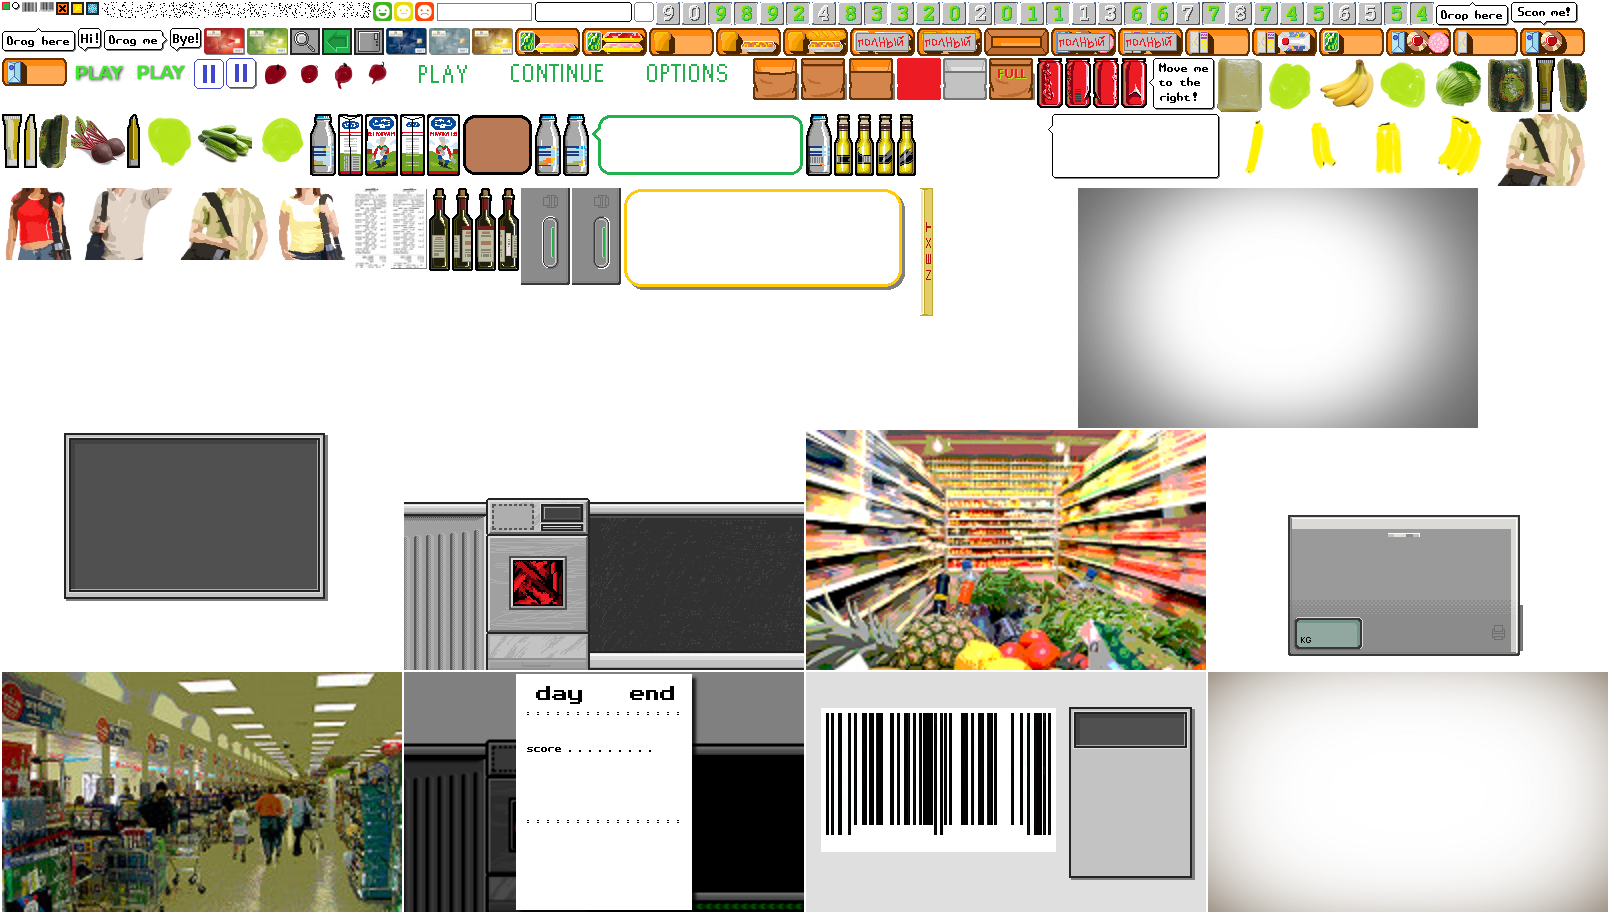 9 0 9 8 9 2 4 8 3 3 2 0 2 0 1 1 1 3 6 6 7 7 8 7 4 5 6 5 5 4
Drop here
Scan me!
Drag here
Hi!
Drag me
Bye!
ПОЛНЫЙ
ПОЛНЫЙ
ПОЛНЫЙ
ПОЛНЫЙ
PLAY
PLAY
PLAY
CONTINUE
OPTIONS
FULL
Move me
to the
right!
NEXT
KG
day end
score . . . . . . . . .